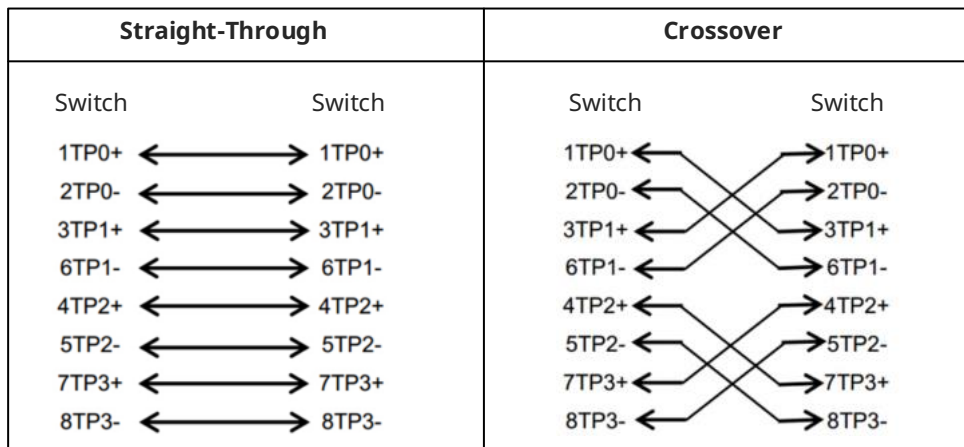 Straight-Through Crossover
Switch Switch Switch Switch
1TP0+ 1TP0+ 1TP0+ 1TP0+
2TP0- 2TP0- 2TP0- 2TP0-
3TP1+ 3TP1+ 3TP1+ 3TP1+
6TP1- 6TP1- 6TP1- 6TP1-
4TP2+ 4TP2+ 4TP2+ 4TP2+
5TP2- 5TP2- 5TP2- 5TP2-
7TP3+ 7TP3+ 7TP3+ 7TP3+
8TP3- 8TP3- 8TP3- 8TP3-